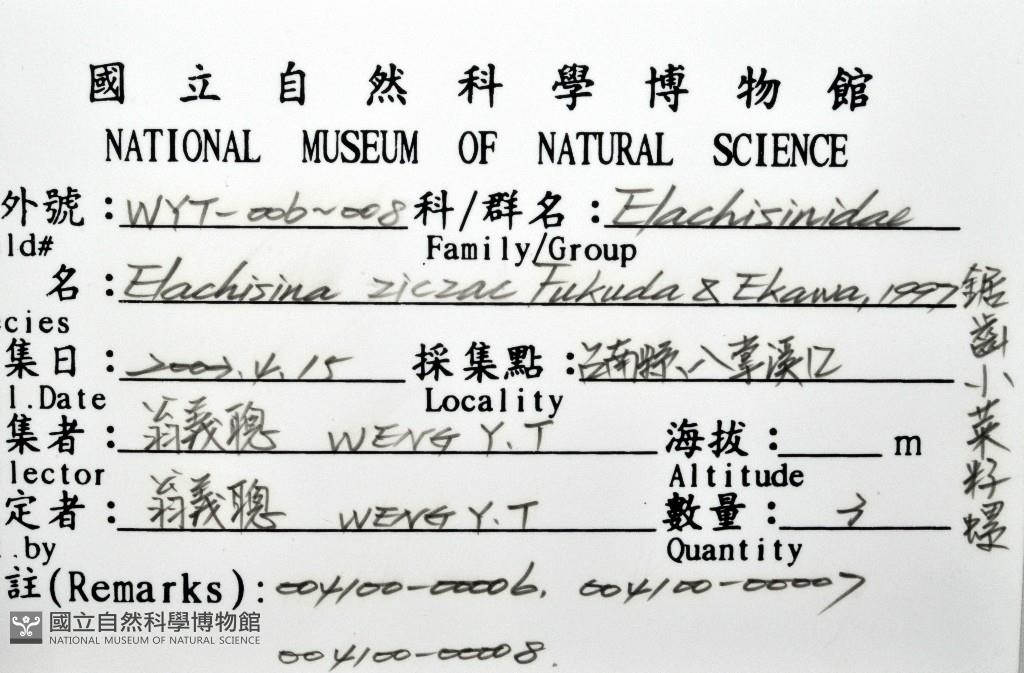 國立自然科學博物館
NATIONAL MUSEUM OF NATURAL SCIENCE
外號：WYT-006~008 科/群名：Elachisinidae
ld# Family/Group
名：Elachisina ziczac Fukuda & Ekawa, 1997
ecies
集日：2003.4.15 採集點：台南縣、八掌溪口
l.Date Locality
集者：翁義聰 WENG Y.T 海拔： m
lector Altitude
定者：翁義聰 WENG Y.T 數量：3
.by Quantity
註(Remarks)：004100-00006. 004100-00007
004100-00008.
鋸齒小菜籽螺
國立自然科學博物館
NATIONAL MUSEUM OF NATURAL SCIENCE